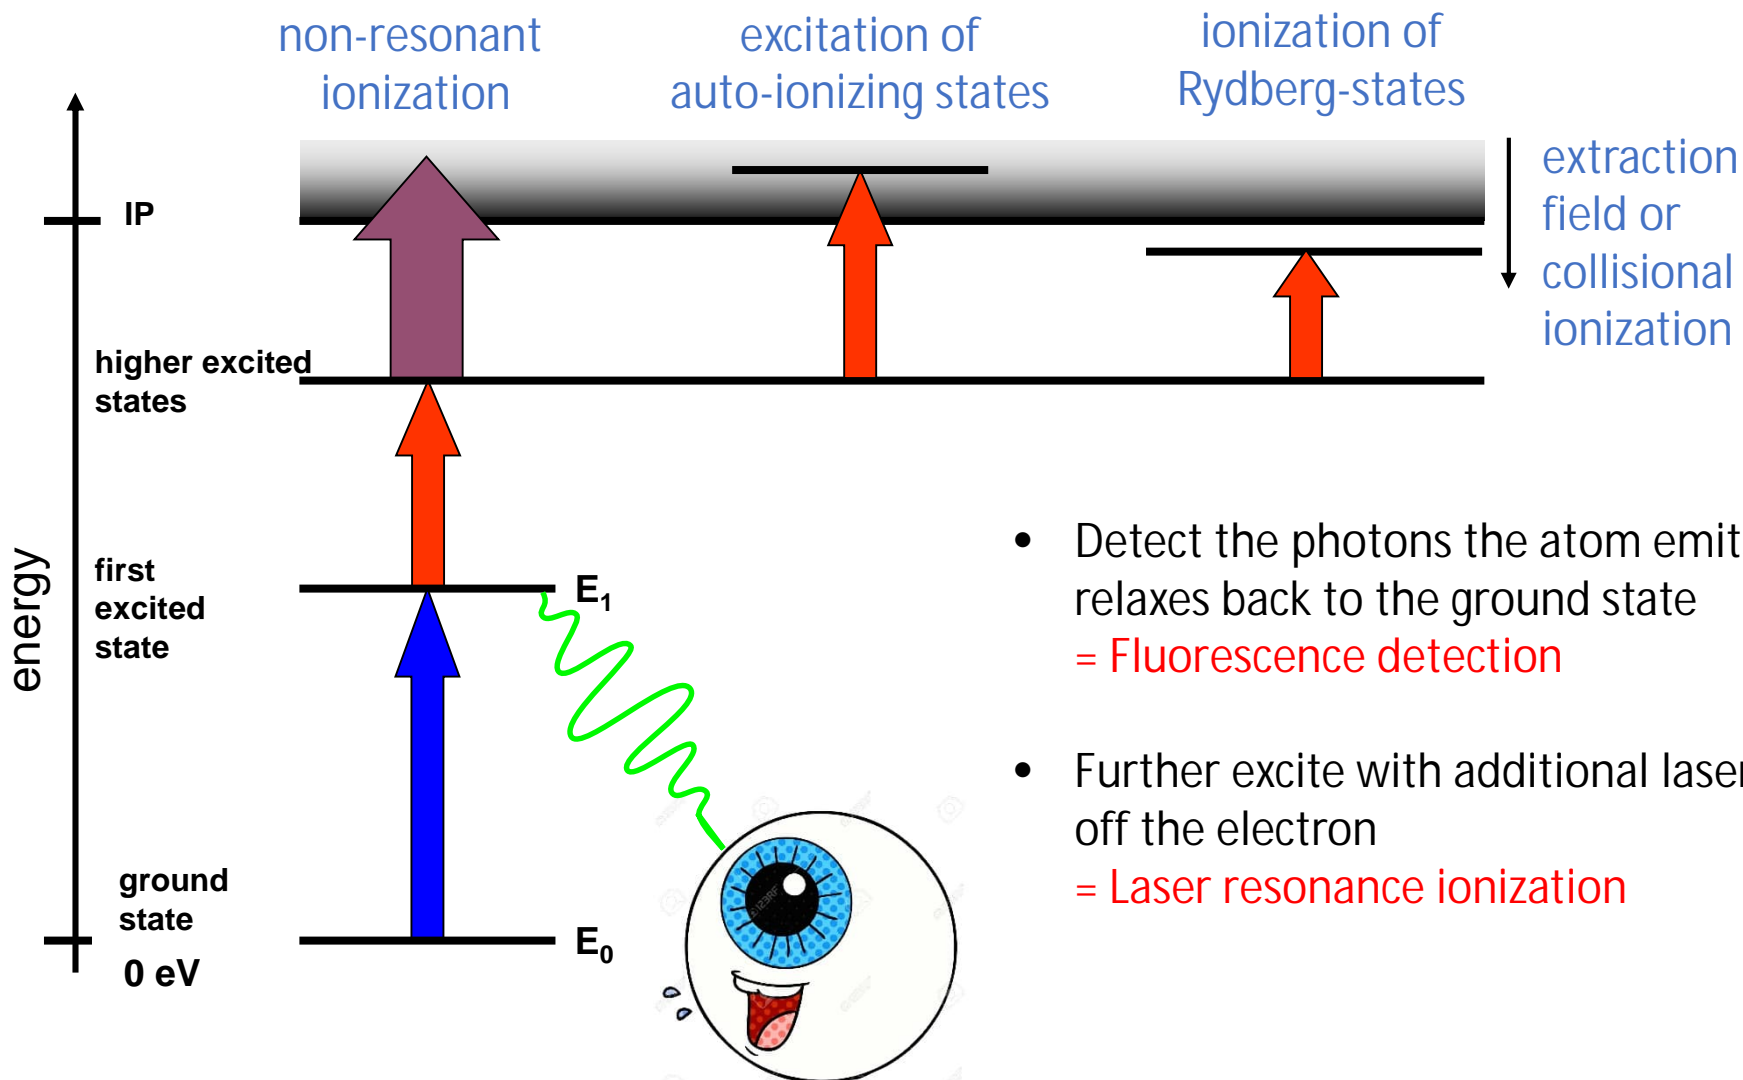 non-resonant
ionization
excitation of
auto-ionizing states
ionization of
Rydberg-states
extraction
field or
collisional
ionization
IP
higher excited
states
energy
first
excited
state
E₁
ground
state
E₀
0 eV
• Detect the photons the atom emit
relaxes back to the ground state
= Fluorescence detection
• Further excite with additional laser
off the electron
= Laser resonance ionization
©123RF